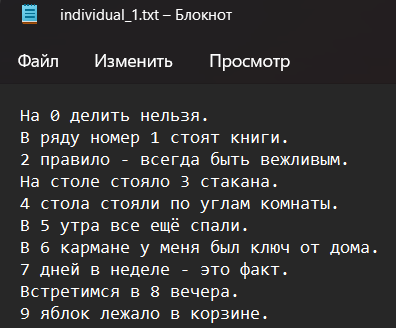 individual_1.txt – Блокнот
Файл Изменить Просмотр
На 0 делить нельзя.
В ряду номер 1 стоят книги.
2 правило - всегда быть вежливым.
На столе стояло 3 стакана.
4 стола стояли по углам комнаты.
В 5 утра все ещё спали.
В 6 кармане у меня был ключ от дома.
7 дней в неделе - это факт.
Встретимся в 8 вечера.
9 яблок лежало в корзине.